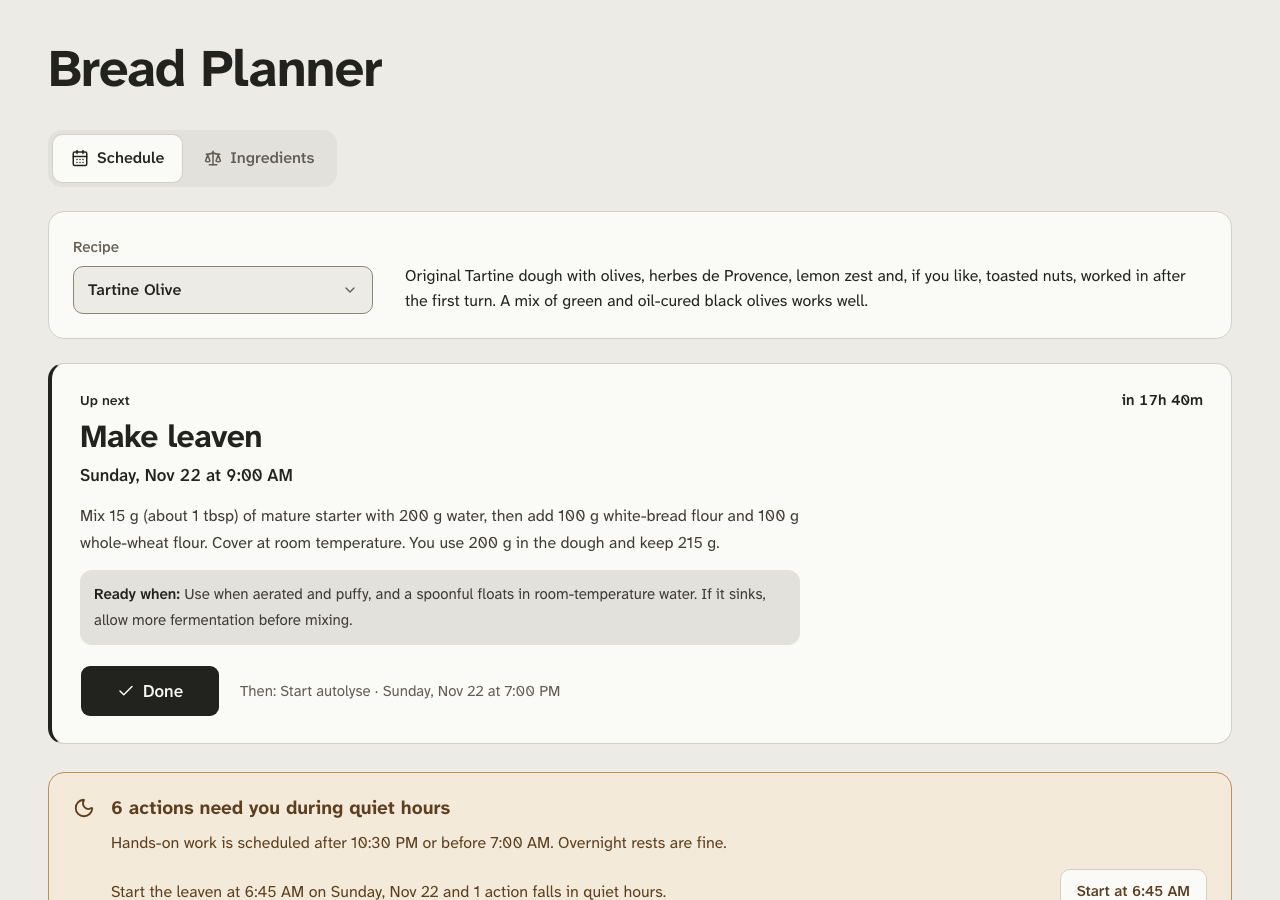 Bread Planner
Schedule
Ingredients
Recipe
Tartine Olive
Original Tartine dough with olives, herbes de Provence, lemon zest and, if you like, toasted nuts, worked in after
the first turn. A mix of green and oil-cured black olives works well.
Up next
in 17h 40m
Make leaven
Sunday, Nov 22 at 9:00 AM
Mix 15 g (about 1 tbsp) of mature starter with 200 g water, then add 100 g white-bread flour and 100 g
whole-wheat flour. Cover at room temperature. You use 200 g in the dough and keep 215 g.
Ready when: Use when aerated and puffy, and a spoonful floats in room-temperature water. If it sinks,
allow more fermentation before mixing.
Done
Then: Start autolyse · Sunday, Nov 22 at 7:00 PM
6 actions need you during quiet hours
Hands-on work is scheduled after 10:30 PM or before 7:00 AM. Overnight rests are fine.
Start the leaven at 6:45 AM on Sunday, Nov 22 and 1 action falls in quiet hours.
Start at 6:45 AM